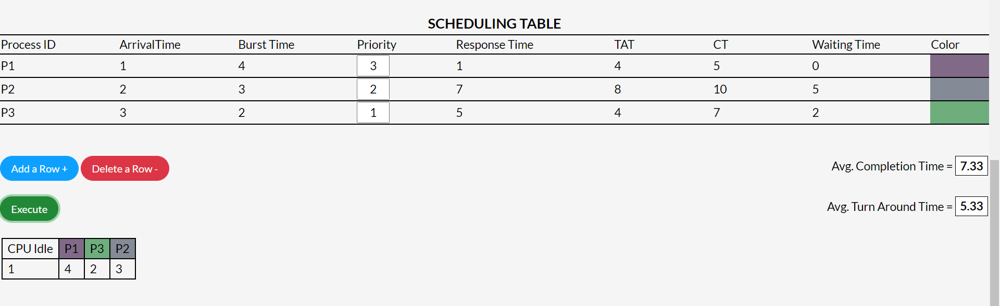 SCHEDULING TABLE
Process ID ArrivalTime Burst Time Priority Response Time TAT CT Waiting Time Color
P1 1 4 3 1 4 5 0
P2 2 3 2 7 8 10 5
P3 3 2 1 5 4 7 2
Add a Row + Delete a Row - Avg. Completion Time = 7.33
Execute Avg. Turn Around Time = 5.33
CPU Idle P1 P3 P2
1 4 2 3